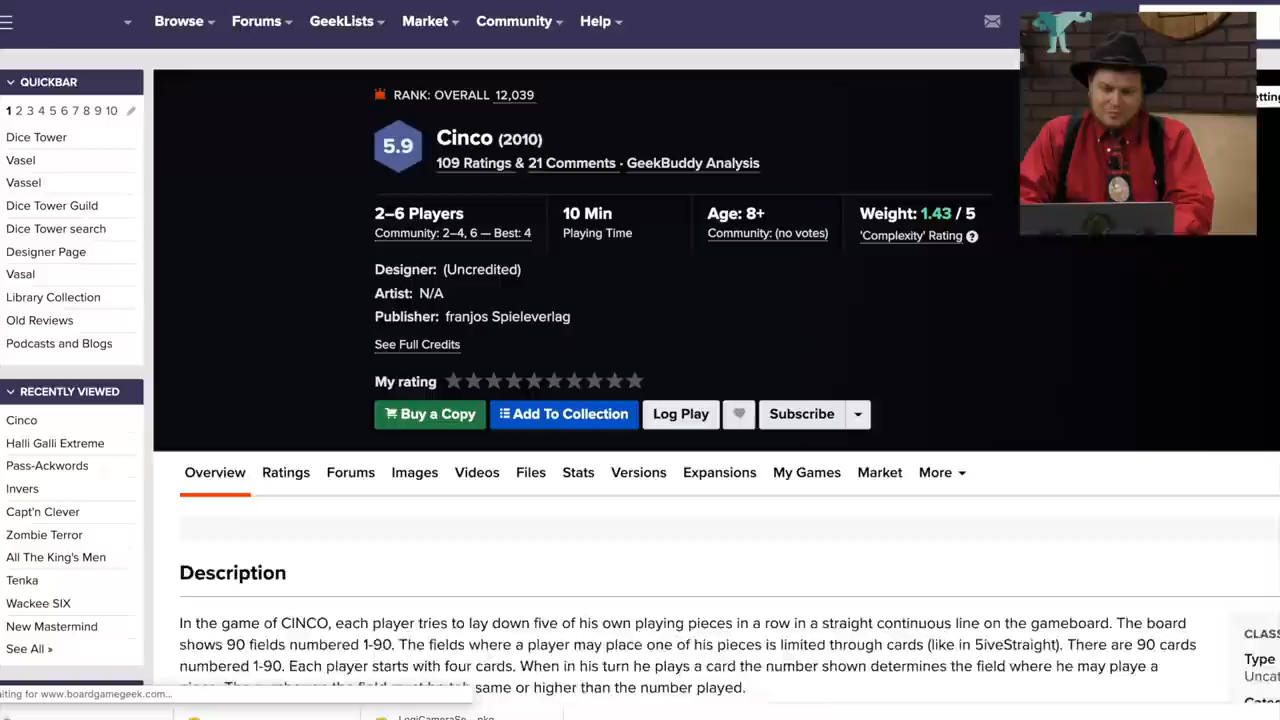 Browse Forums GeekLists Market Community Help
QUICKBAR
1 2 3 4 5 6 7 8 9 10
Dice Tower
Vasel
Vassel
Dice Tower Guild
Dice Tower search
Designer Page
Vasal
Library Collection
Old Reviews
Podcasts and Blogs
RECENTLY VIEWED
Cinco
Halli Galli Extreme
Pass-Ackwords
Invers
Capt'n Clever
Zombie Terror
All The King's Men
Tenka
Wackee SIX
New Mastermind
See All »
RANK: OVERALL 12,039
5.9
Cinco (2010)
109 Ratings & 21 Comments · GeekBuddy Analysis
2–6 Players 10 Min Age: 8+ Weight: 1.43 / 5
Community: 2–4, 6 — Best: 4 Playing Time Community: (no votes) 'Complexity' Rating ?
Designer: (Uncredited)
Artist: N/A
Publisher: franjos Spieleverlag
See Full Credits
My rating
Buy a Copy Add To Collection Log Play Subscribe
Overview Ratings Forums Images Videos Files Stats Versions Expansions My Games Market More
Description
In the game of CINCO, each player tries to lay down five of his own playing pieces in a row in a straight continuous line on the gameboard. The board
shows 90 fields numbered 1-90. The fields where a player may place one of his pieces is limited through cards (like in 5iveStraight). There are 90 cards
numbered 1-90. Each player starts with four cards. When in his turn he plays a card the number shown determines the field where he may play a
same or higher than the number played.
Type
aiting for www.boardgamegeek.com...